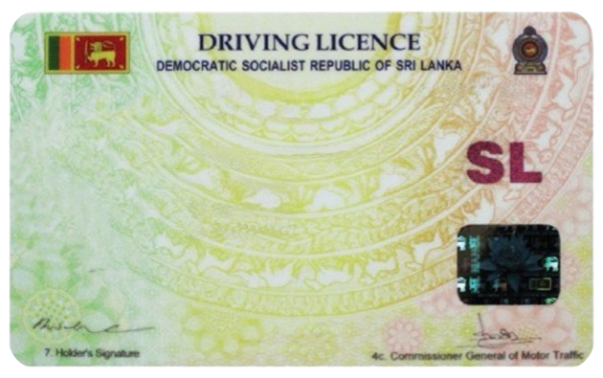 DRIVING LICENCE
DEMOCRATIC SOCIALIST REPUBLIC OF SRI LANKA
SL
7. Holder's Signature
4c. Commissioner General of Motor Traffic